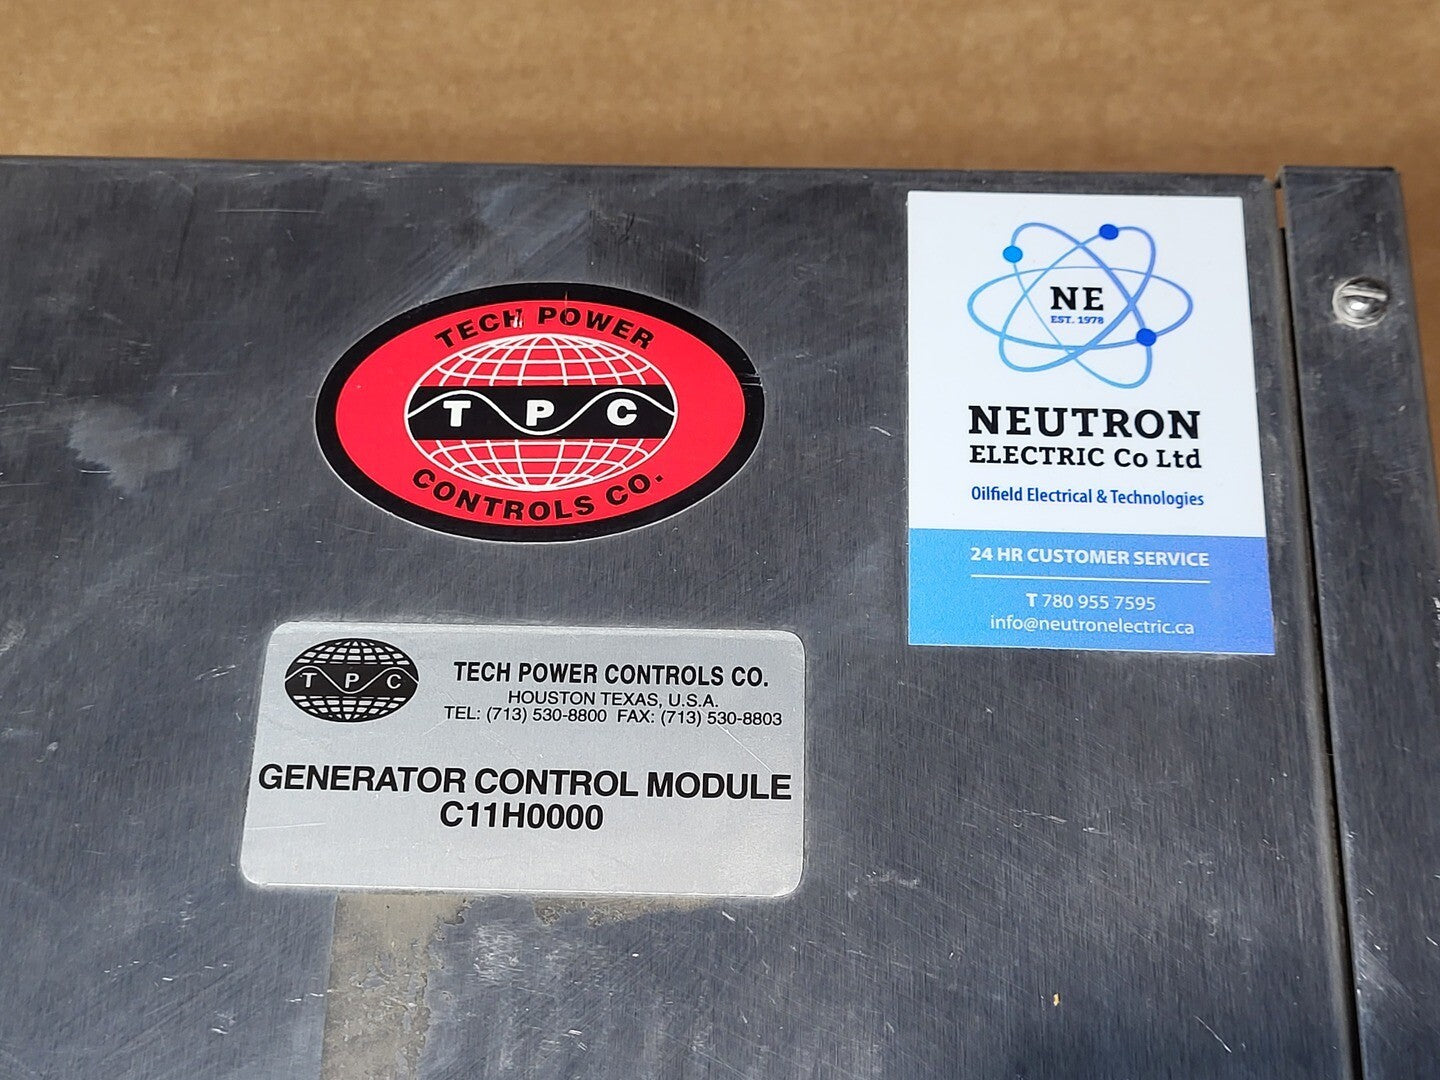 TECH POWER
T P C
CONTROLS CO.
NE
EST. 1978
NEUTRON
ELECTRIC Co Ltd
Oilfield Electrical & Technologies
24 HR CUSTOMER SERVICE
T 780 955 7595
info@neutronelectric.ca
T P C
TECH POWER CONTROLS CO.
HOUSTON TEXAS, U.S.A.
TEL: (713) 530-8800 FAX: (713) 530-8803
GENERATOR CONTROL MODULE
C11H0000